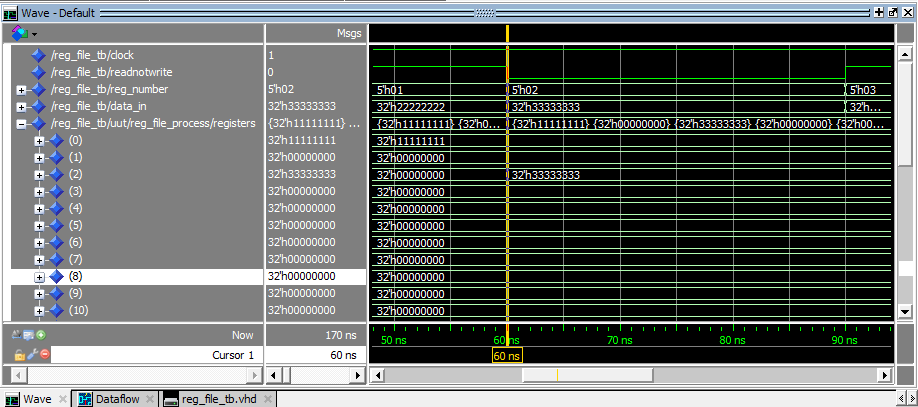 Wave - Default
Msgs
/reg_file_tb/clock 1
/reg_file_tb/readnotwrite 0
/reg_file_tb/reg_number 5'h02 5'h01 5'h02 5'h03
/reg_file_tb/data_in 32'h33333333 32'h22222222 32'h33333333 32'h...
/reg_file_tb/uut/reg_file_process/registers {32'h11111111} ... {32'h11111111} {32'h0... {32'h11111111} {32'h00000000} {32'h33333333} {32'h00000000} {32'h00...
(0) 32'h11111111 32'h11111111
(1) 32'h00000000 32'h00000000
(2) 32'h33333333 32'h00000000 32'h33333333
(3) 32'h00000000 32'h00000000
(4) 32'h00000000 32'h00000000
(5) 32'h00000000 32'h00000000
(6) 32'h00000000 32'h00000000
(7) 32'h00000000 32'h00000000
(8) 32'h00000000 32'h00000000
(9) 32'h00000000 32'h00000000
(10) 32'h00000000 32'h00000000
Now 170 ns 50 ns 60 ns 70 ns 80 ns 90 ns
Cursor 1 60 ns 60 ns
Wave Dataflow reg_file_tb.vhd